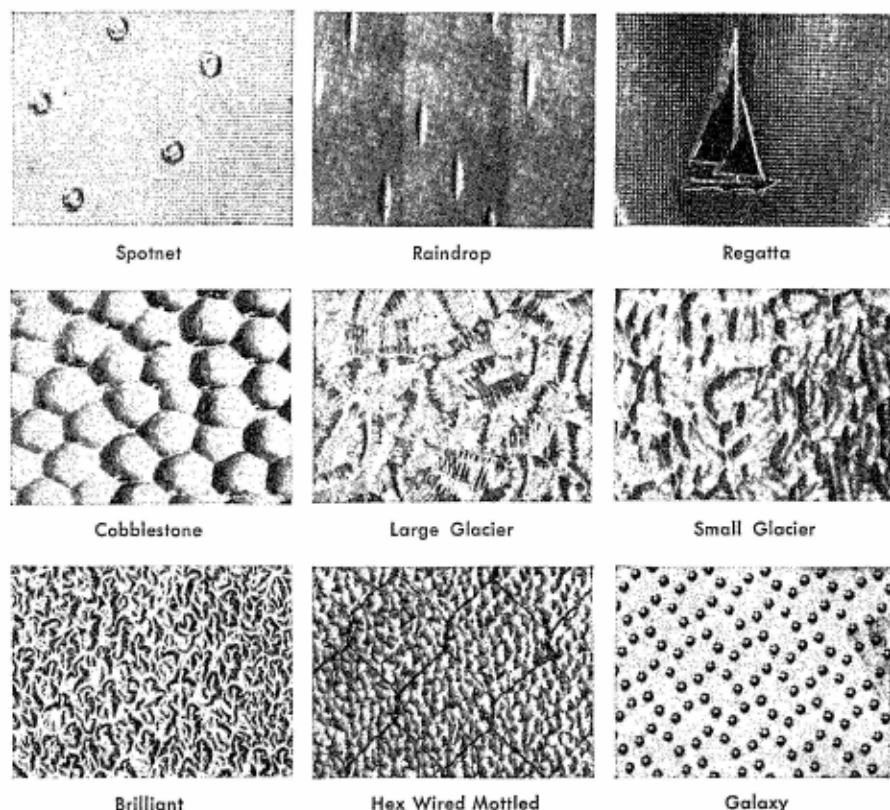 Spotnet
Raindrop
Regatta
Cobblestone
Large Glacier
Small Glacier
Brilliant
Hex Wired Mottled
Galaxy